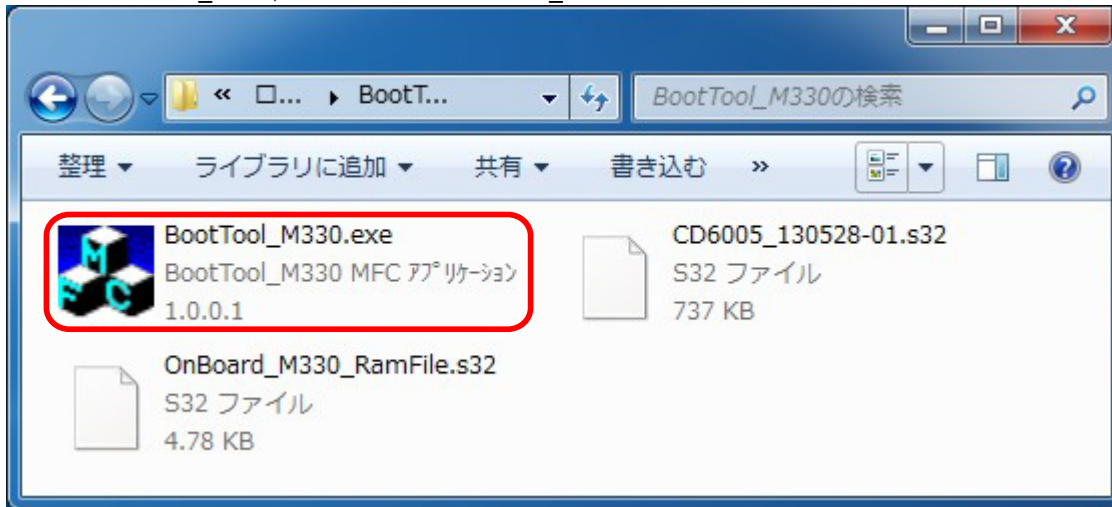 « ロ... ▸ BootT... BootTool_M330の検索
整理 ▼ ライブラリに追加 ▼ 共有 ▼ 書き込む »
BootTool_M330.exe
BootTool_M330 MFC ｱﾌﾟﾘｹｰｼｮﾝ
1.0.0.1
CD6005_130528-01.s32
S32 ファイル
737 KB
OnBoard_M330_RamFile.s32
S32 ファイル
4.78 KB
M
F C